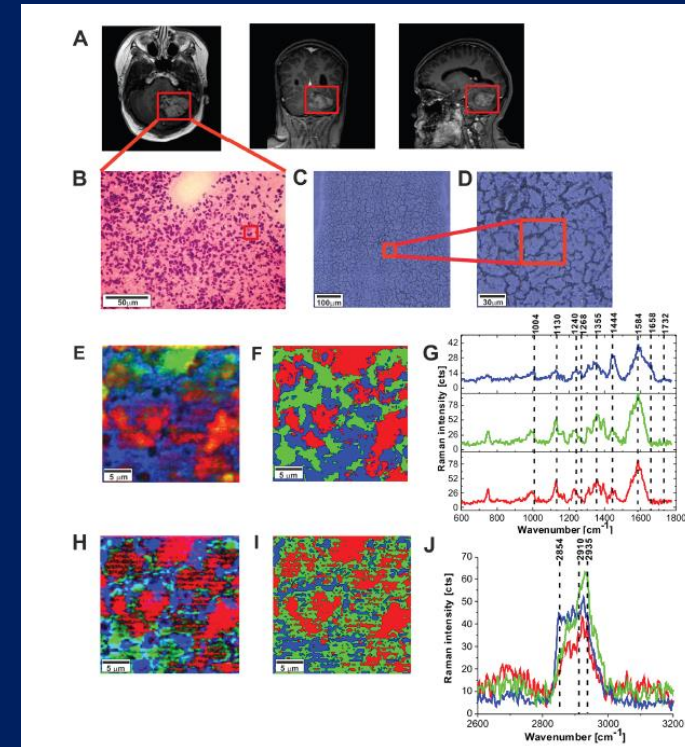 A
B
C
D
50µm
100µm
30µm
E
F
G
1004
1130
1240
1268
1355
1444
1584
1658
1732
Raman intensity [cts]
42
28
14
0
78
52
26
0
78
52
26
0
600 800 1000 1200 1400 1600 1800
Wavenumber [cm⁻¹]
5 µm
5 µm
H
I
J
2854
2910
2935
Raman intensity [cts]
70
60
50
40
30
20
10
0
2600 2800 3000 3200
Wavenumber [cm⁻¹]
5 µm
5 µm